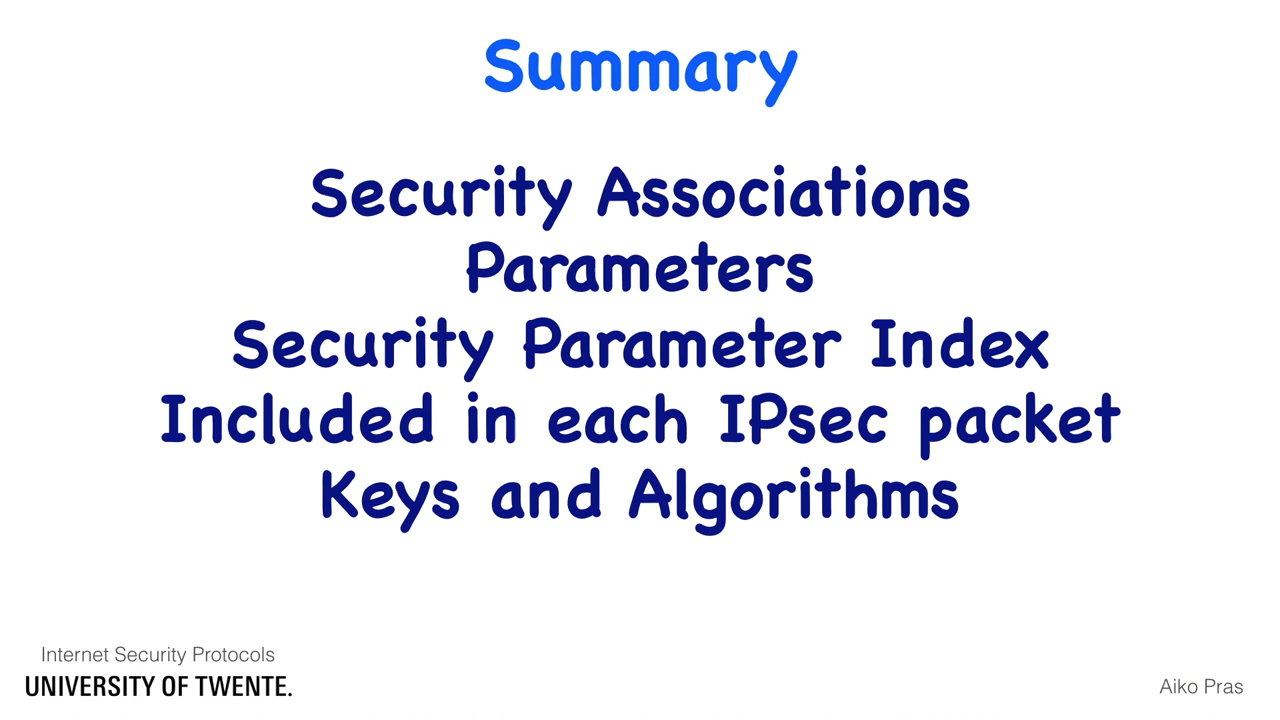 Summary
Security Associations
Parameters
Security Parameter Index
Included in each IPsec packet
Keys and Algorithms
Internet Security Protocols
UNIVERSITY OF TWENTE.
Aiko Pras